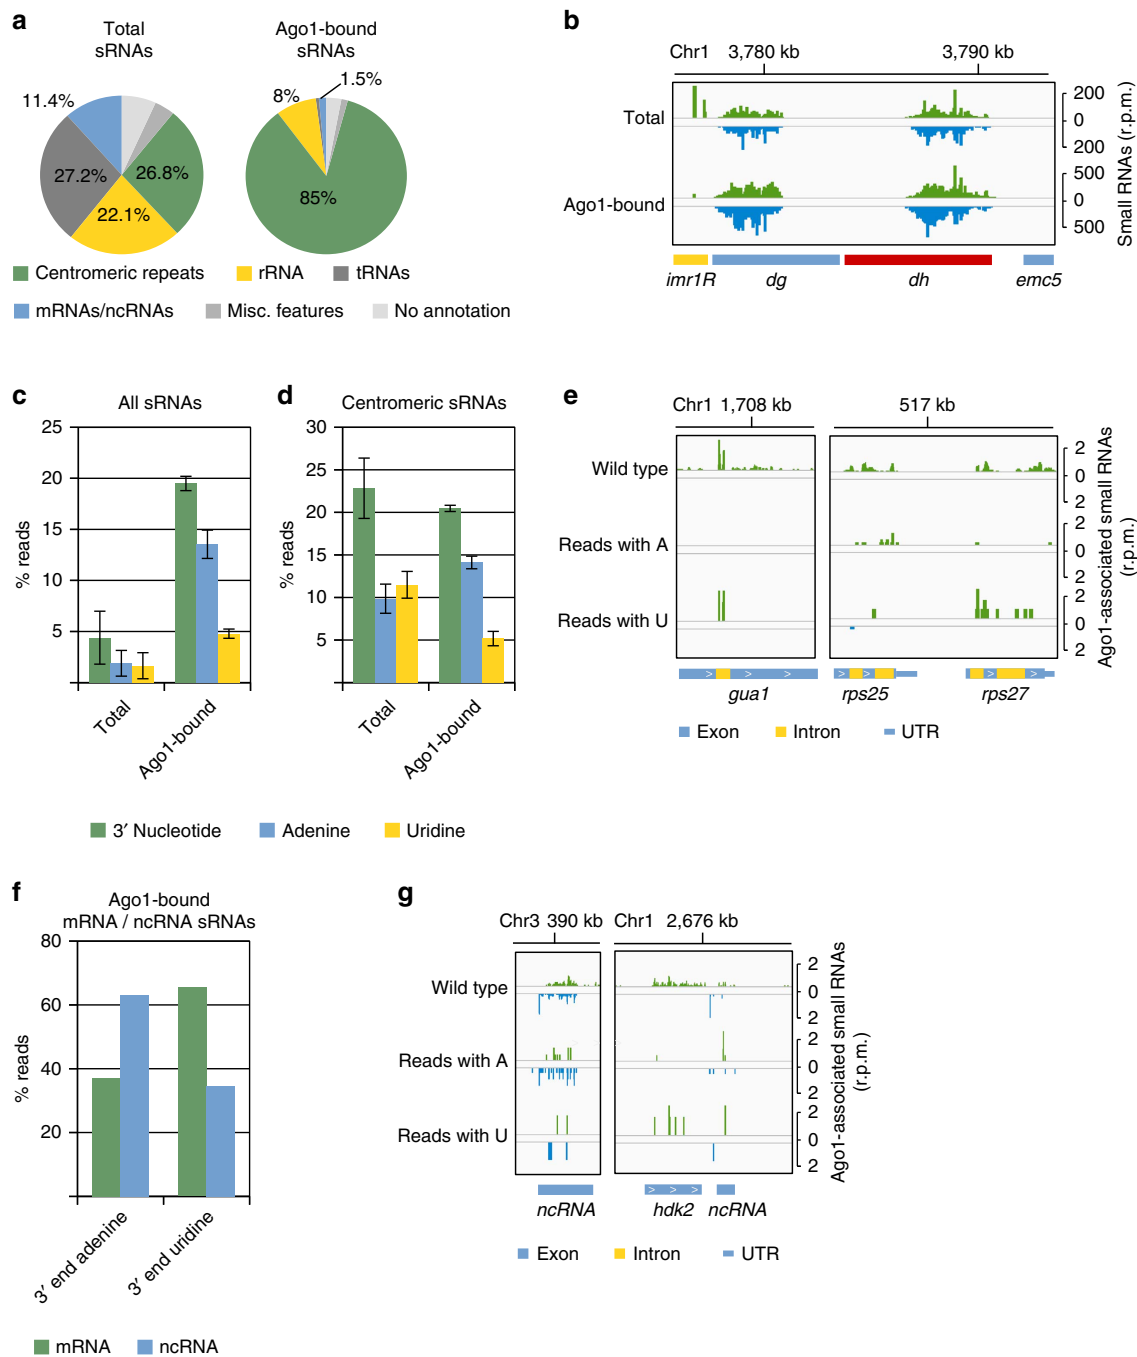 a
Total
sRNAs
Ago1-bound
sRNAs
11.4%
27.2%
26.8%
22.1%
8%
1.5%
85%
Centromeric repeats
rRNA
tRNAs
mRNAs/ncRNAs
Misc. features
No annotation
b
Chr1
3,780 kb
3,790 kb
Total
Ago1-bound
200
0
200
500
0
500
Small RNAs (r.p.m.)
imr1R
dg
dh
emc5
c
All sRNAs
% reads
25
20
15
10
5
Total
Ago1-bound
d
Centromeric sRNAs
% reads
30
25
20
15
10
5
Total
Ago1-bound
3′ Nucleotide
Adenine
Uridine
e
Chr1 1,708 kb
517 kb
Wild type
Reads with A
Reads with U
2
0
2
2
0
2
2
0
2
Ago1-associated small RNAs
(r.p.m.)
gua1
rps25
rps27
Exon
Intron
UTR
f
Ago1-bound
mRNA / ncRNA sRNAs
% reads
80
60
40
20
3′ end adenine
3′ end uridine
mRNA
ncRNA
g
Chr3 390 kb
Chr1 2,676 kb
Wild type
Reads with A
Reads with U
2
0
2
2
0
2
2
0
2
Ago1-associated small RNAs
(r.p.m.)
ncRNA
hdk2
ncRNA
Exon
Intron
UTR